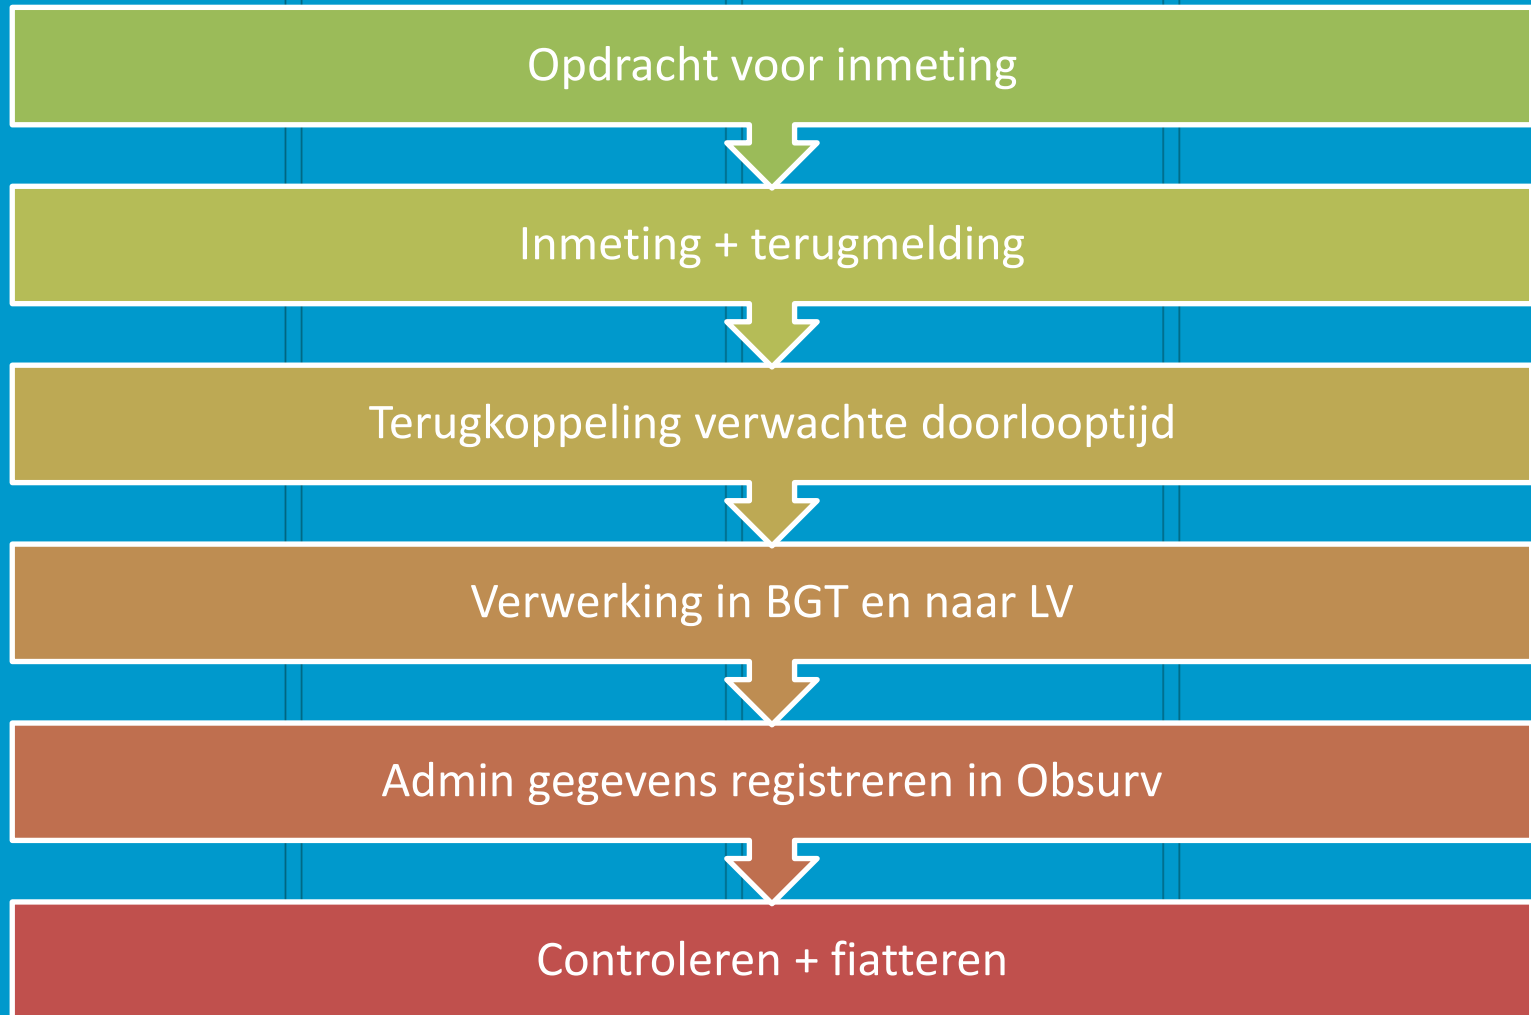 Opdracht voor inmeting
Inmeting + terugmelding
Terugkoppeling verwachte doorlooptijd
Verwerking in BGT en naar LV
Admin gegevens registreren in Obsurv
Controleren + fiatteren